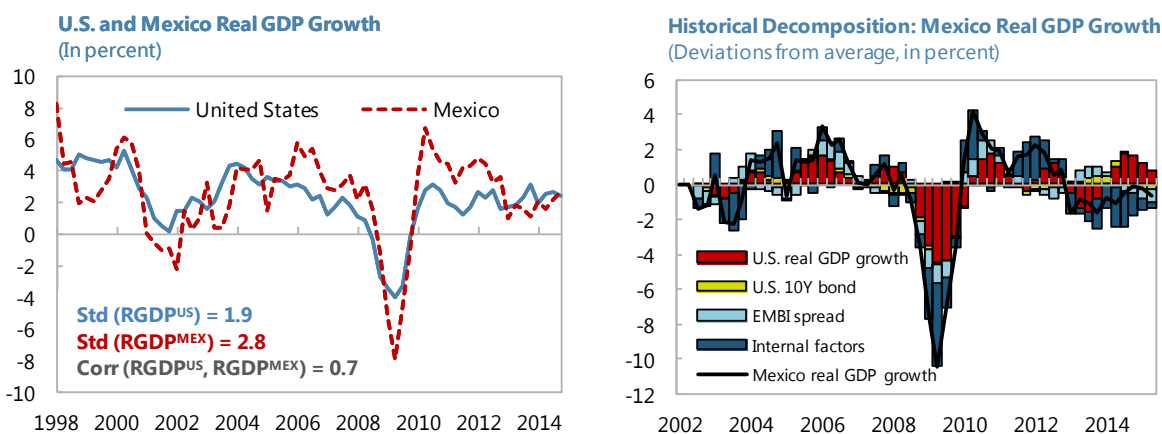 U.S. and Mexico Real GDP Growth
(In percent)
10
8
6
4
2
0
-2
-4
-6
-8
-10
United States
Mexico
Std (RGDPᵁˢ) = 1.9
Std (RGDPᴹᴱˣ) = 2.8
Corr (RGDPᵁˢ, RGDPᴹᴱˣ) = 0.7
1998 2000 2002 2004 2006 2008 2010 2012 2014
Historical Decomposition: Mexico Real GDP Growth
(Deviations from average, in percent)
6
4
2
0
-2
-4
-6
-8
-10
-12
U.S. real GDP growth
U.S. 10Y bond
EMBI spread
Internal factors
Mexico real GDP growth
2002 2004 2006 2008 2010 2012 2014